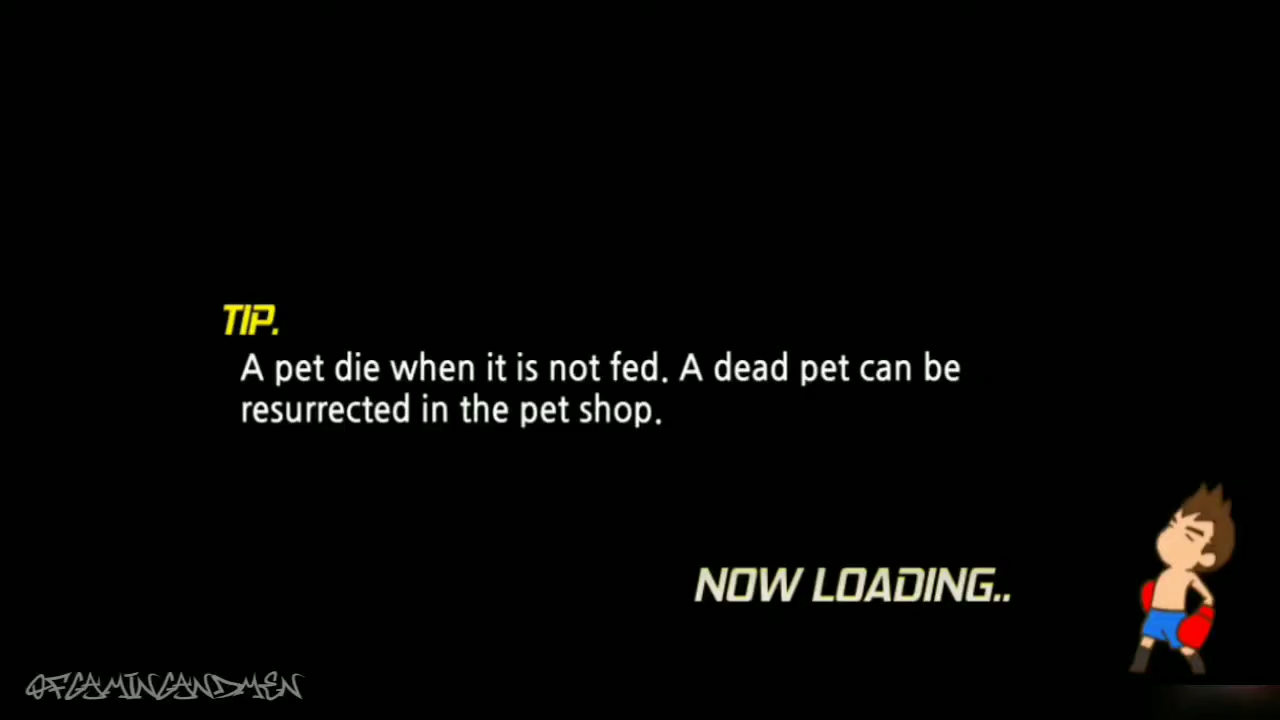 TIP.
A pet die when it is not fed. A dead pet can be
resurrected in the pet shop.
NOW LOADING..
@FGAMINGANDMEN